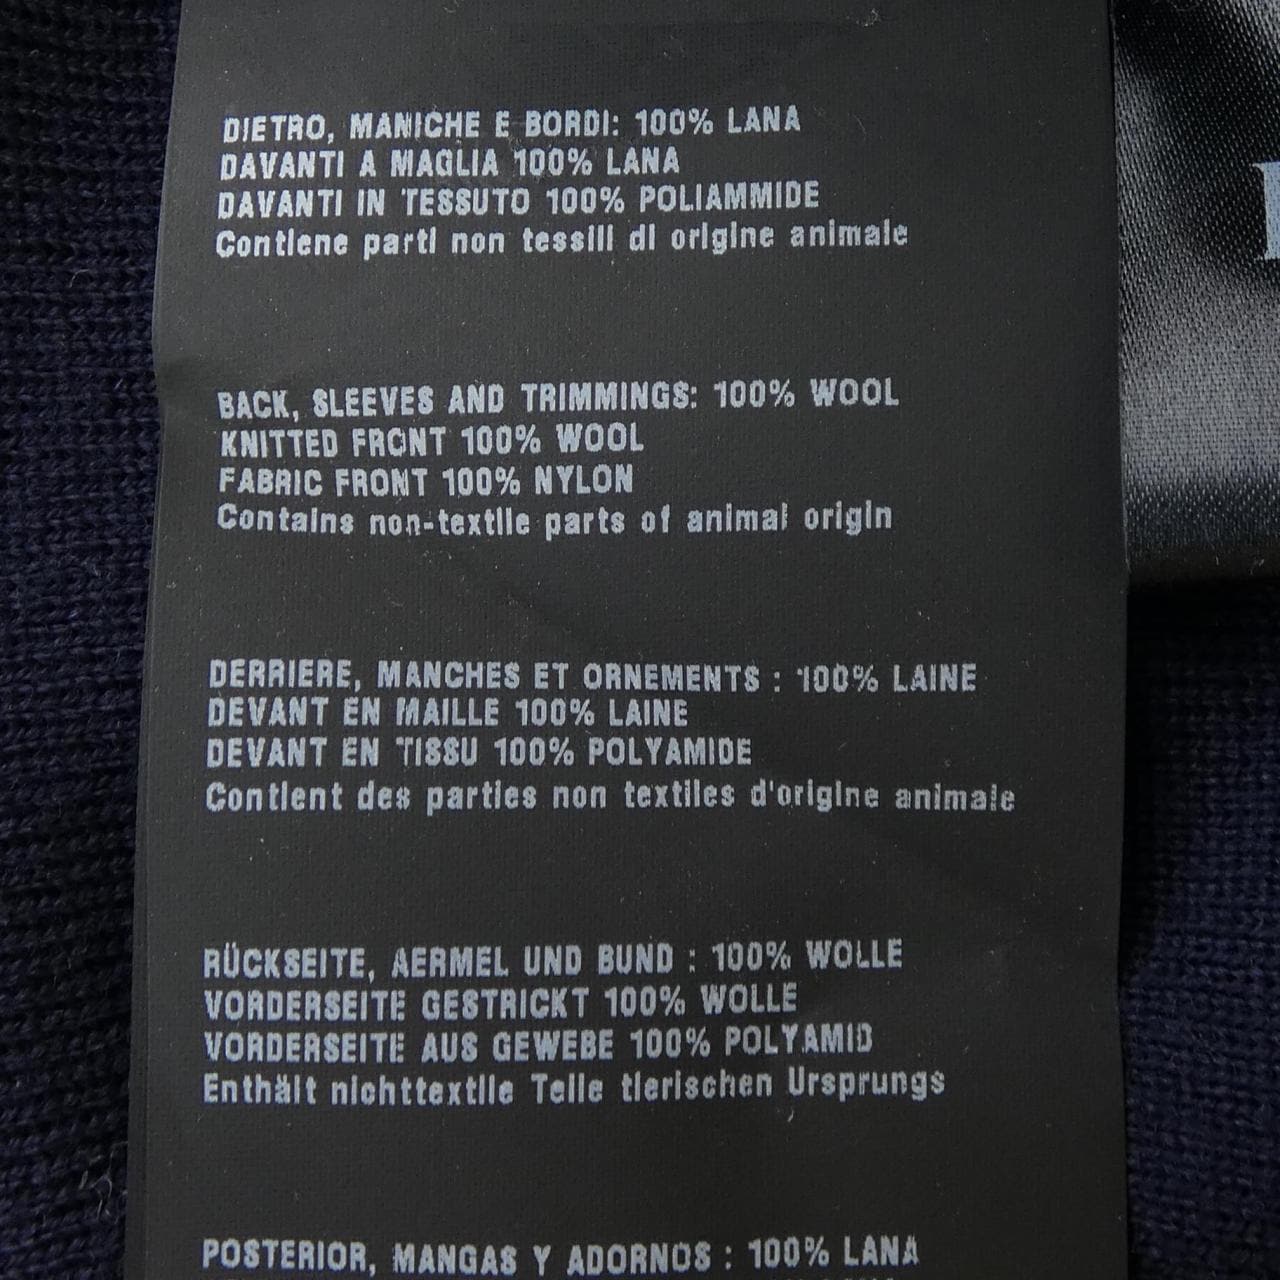 DIETRO, MANICHE E BORDI: 100% LANA
DAVANTI A MAGLIA 100% LANA
DAVANTI IN TESSUTO 100% POLIAMMIDE
Contiene parti non tessili di origine animale
BACK, SLEEVES AND TRIMMINGS: 100% WOOL
KNITTED FRONT 100% WOOL
FABRIC FRONT 100% NYLON
Contains non-textile parts of animal origin
DERRIERE, MANCHES ET ORNEMENTS : 100% LAINE
DEVANT EN MAILLE 100% LAINE
DEVANT EN TISSU 100% POLYAMIDE
Contient des parties non textiles d'origine animale
RÜCKSEITE, AERMEL UND BUND : 100% WOLLE
VORDERSEITE GESTRICKT 100% WOLLE
VORDERSEITE AUS GEWEBE 100% POLYAMID
Enthält nichttextile Teile tierischen Ursprungs
POSTERIOR, MANGAS Y ADORNOS : 100% LANA